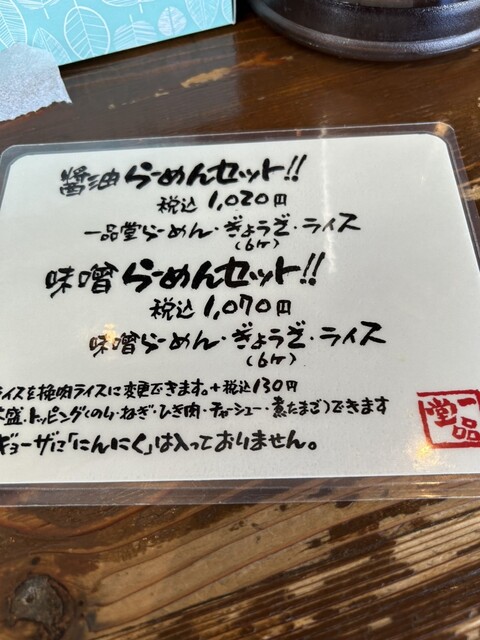 醤油らーめんセット!!
税込 1,020円
一品堂らーめん・ぎょうざ・ライス
(6ケ)
味噌らーめんセット!!
税込 1,070円
味噌らーめん・ぎょうざ・ライス
(6ケ)
ライスを挽肉ライスに変更できます。+税込130円
盛・トッピング(のり・ねぎ・ひき肉・チャーシュー・煮たまご)できます
ギョーザに「にんにく」は入っておりません。
一品堂